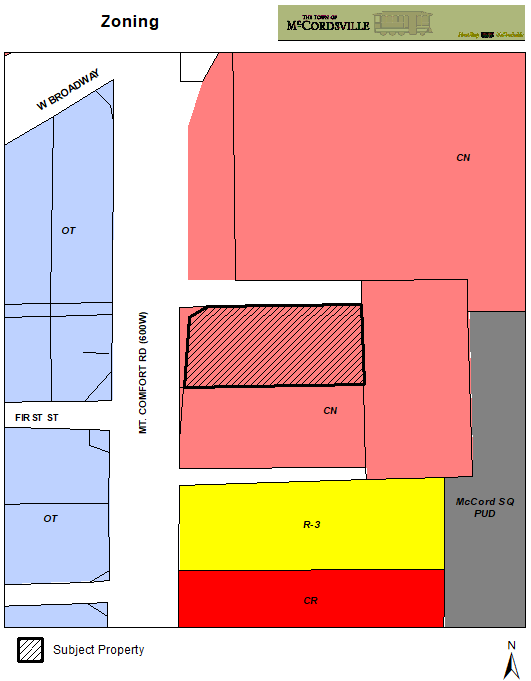 Zoning
THE TOWN OF
McCORDSVILLE
W BROADWAY
CN
OT
MT. COMFORT RD (600W)
CN
FIRST ST
McCord SQ
PUD
OT
R-3
CR
Subject Property
N